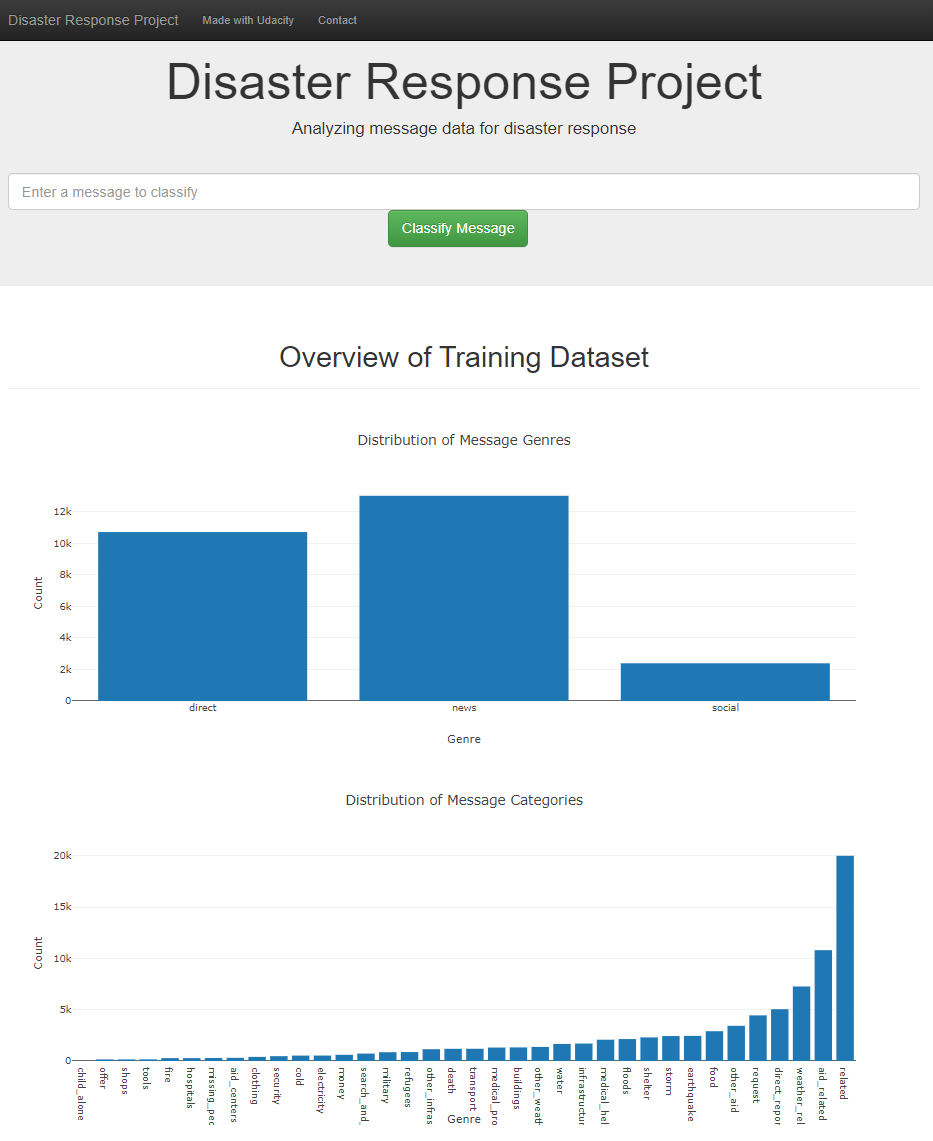 Disaster Response Project Made with Udacity Contact
Disaster Response Project
Analyzing message data for disaster response
Enter a message to classify
Classify Message
Overview of Training Dataset
Distribution of Message Genres
12k
10k
8k
6k
4k
2k
0
Count
direct news social
Genre
Distribution of Message Categories
20k
15k
10k
5k
0
Count
child_alone
offer
shops
tools
fire
hospitals
missing_peo
aid_centers
clothing
security
cold
electricity
money
search_and_
military
refugees
other_infras
death
transport
medical_pro
buildings
other_weath
water
infrastructur
medical_hel
floods
shelter
storm
earthquake
food
other_aid
request
direct_repor
weather_rel
aid_related
related
Genre